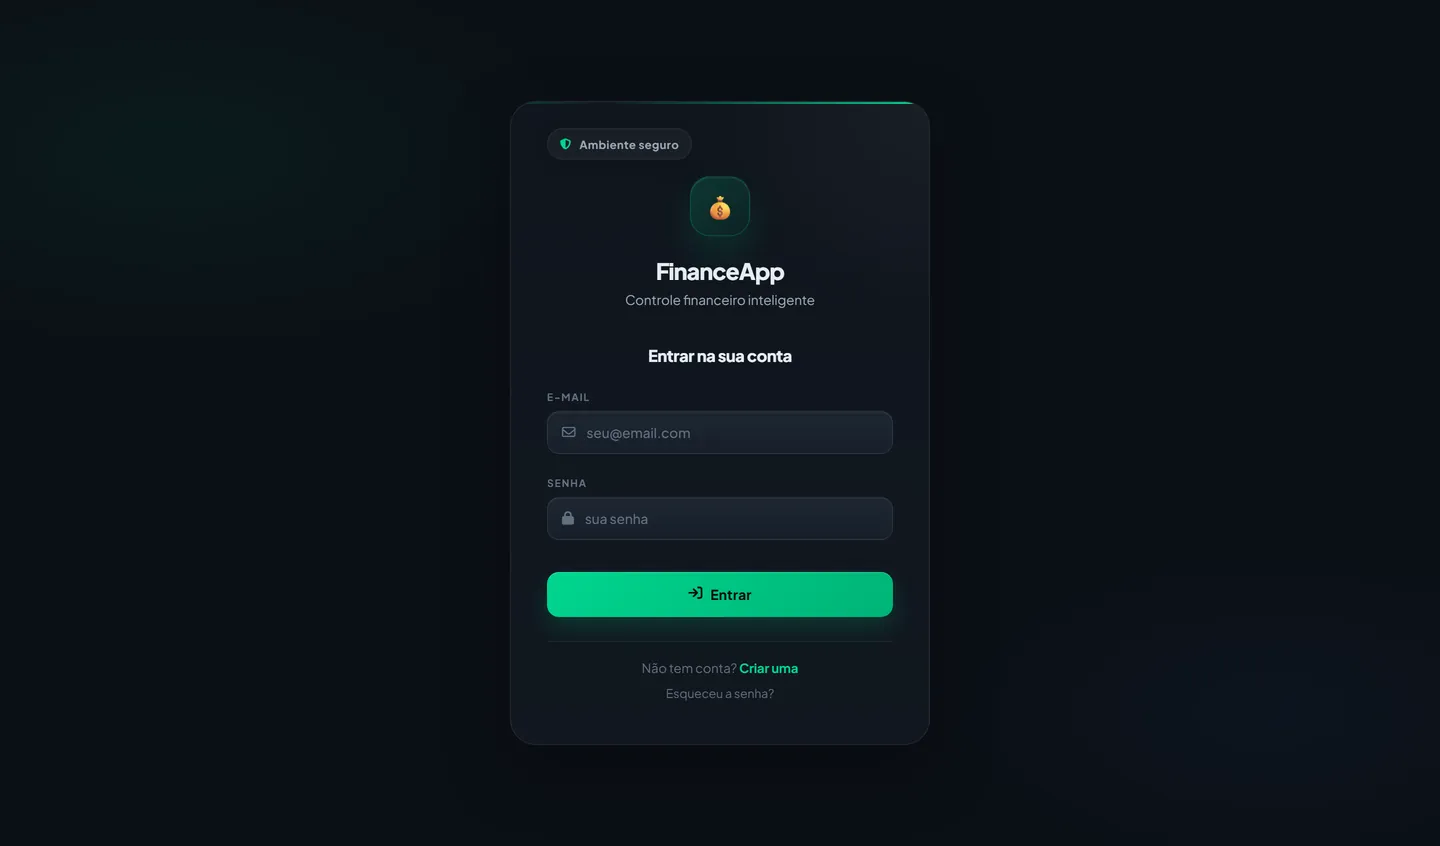 Ambiente seguro
FinanceApp
Controle financeiro inteligente
Entrar na sua conta
E-MAIL
seu@email.com
SENHA
sua senha
Entrar
Não tem conta? Criar uma
Esqueceu a senha?